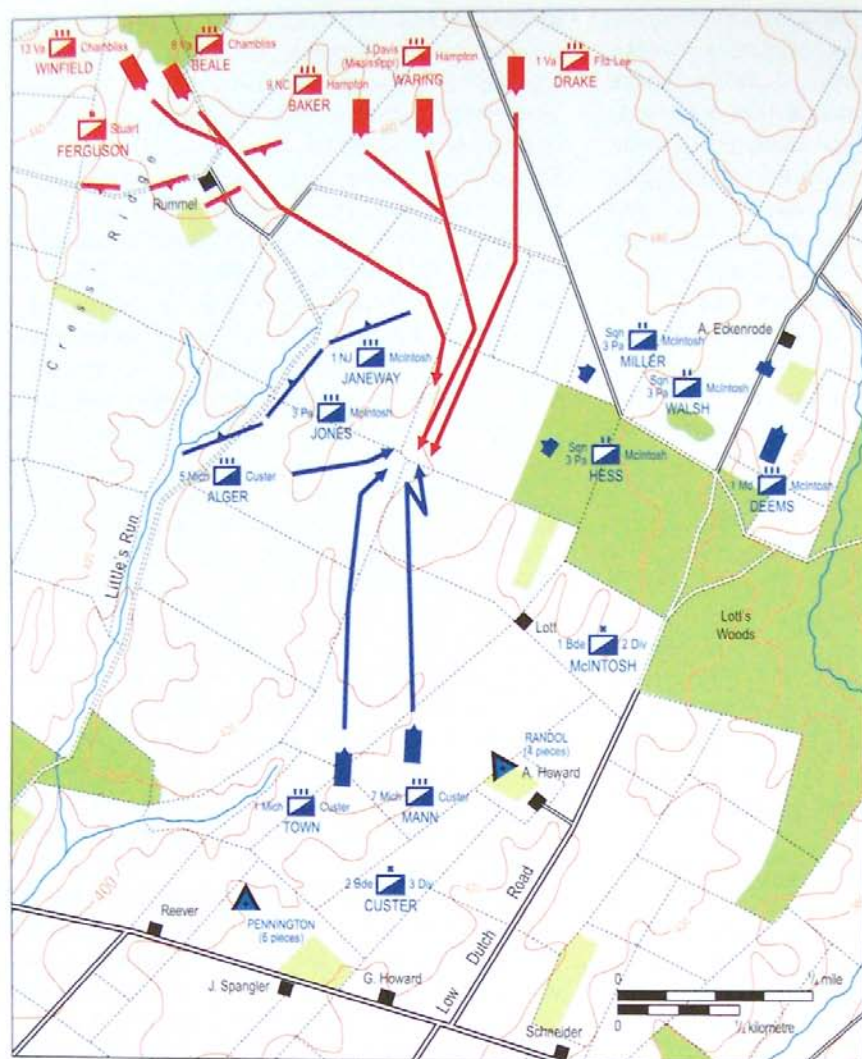 13 Va Chambliss
WINFIELD
9 Va Chambliss
BEALE
9 NC Hampton
BAKER
J Davis
(Mississippi) Hampton
WARING
1 Va Fitz Lee
DRAKE
Stuart
FERGUSON
Rummel
Cress' Ridge
440
440
460
1 NJ McIntosh
JANEWAY
3 Pa McIntosh
JONES
5 Mich Custer
ALGER
Sqn
3 Pa McIntosh
MILLER
Sqn
3 Pa McIntosh
WALSH
Sqn
3 Pa McIntosh
HESS
A. Eckenrode
1 Md McIntosh
DEEMS
Little's Run
420
Lott
1 Bde 2 Div
McINTOSH
Lott's
Woods
RANDOL
(4 pieces)
A. Howard
1 Mich Custer
TOWN
7 Mich Custer
MANN
2 Bde 3 Div
CUSTER
400
Reever
PENNINGTON
(6 pieces)
J. Spangler
G. Howard
Low Dutch Road
Schneider
0 ¼ mile
0 ¼ kilometre